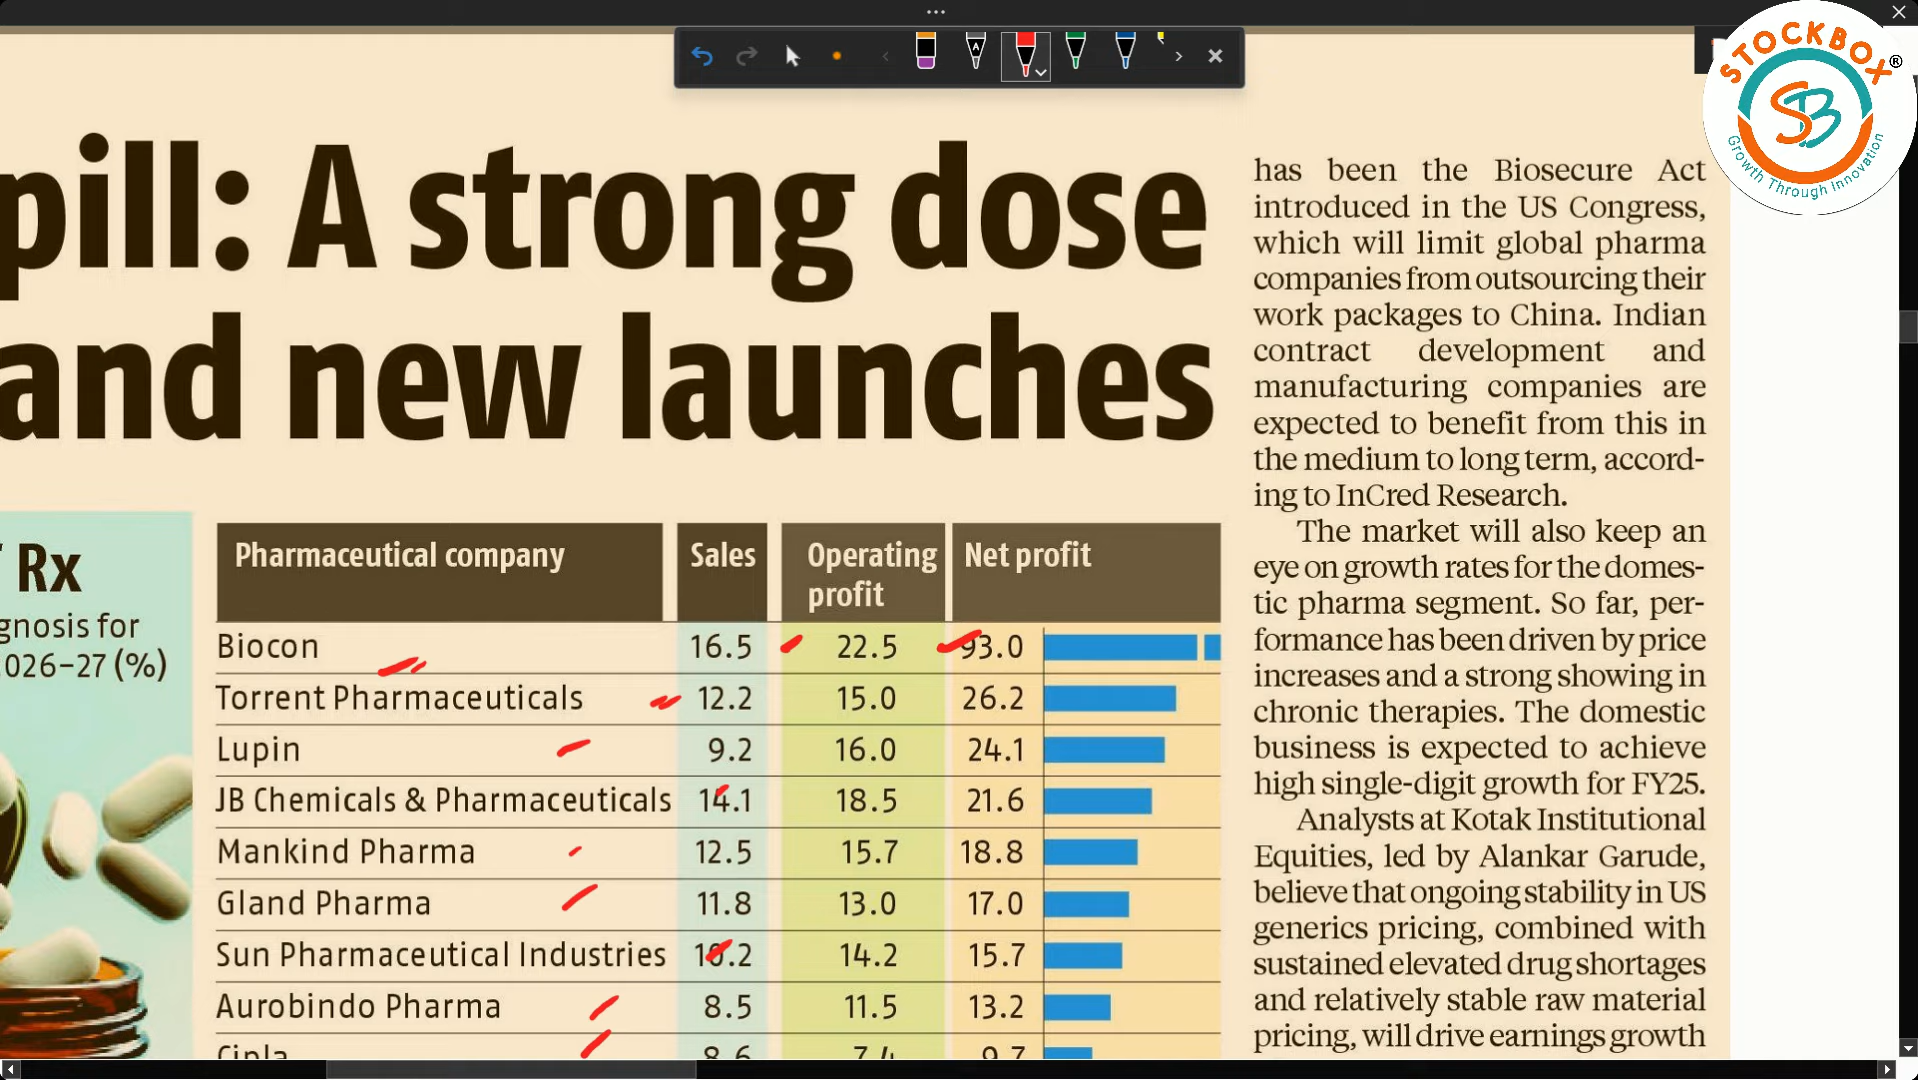 STOCKBOX
®
SB
Growth Through Innovation
A
pill: A strong dose
and new launches
Rx
gnosis for
026–27 (%)
Pharmaceutical company Sales Operating profit Net profit
Biocon 16.5 22.5 93.0
Torrent Pharmaceuticals 12.2 15.0 26.2
Lupin 9.2 16.0 24.1
JB Chemicals & Pharmaceuticals 14.1 18.5 21.6
Mankind Pharma 12.5 15.7 18.8
Gland Pharma 11.8 13.0 17.0
Sun Pharmaceutical Industries 10.2 14.2 15.7
Aurobindo Pharma 8.5 11.5 13.2
Cipla 8.6 7.4 9.7
has been the Biosecure Act
introduced in the US Congress,
which will limit global pharma
companies from outsourcing their
work packages to China. Indian
contract development and
manufacturing companies are
expected to benefit from this in
the medium to long term, accord-
ing to InCred Research.
The market will also keep an
eye on growth rates for the domes-
tic pharma segment. So far, per-
formance has been driven by price
increases and a strong showing in
chronic therapies. The domestic
business is expected to achieve
high single-digit growth for FY25.
Analysts at Kotak Institutional
Equities, led by Alankar Garude,
believe that ongoing stability in US
generics pricing, combined with
sustained elevated drug shortages
and relatively stable raw material
pricing, will drive earnings growth